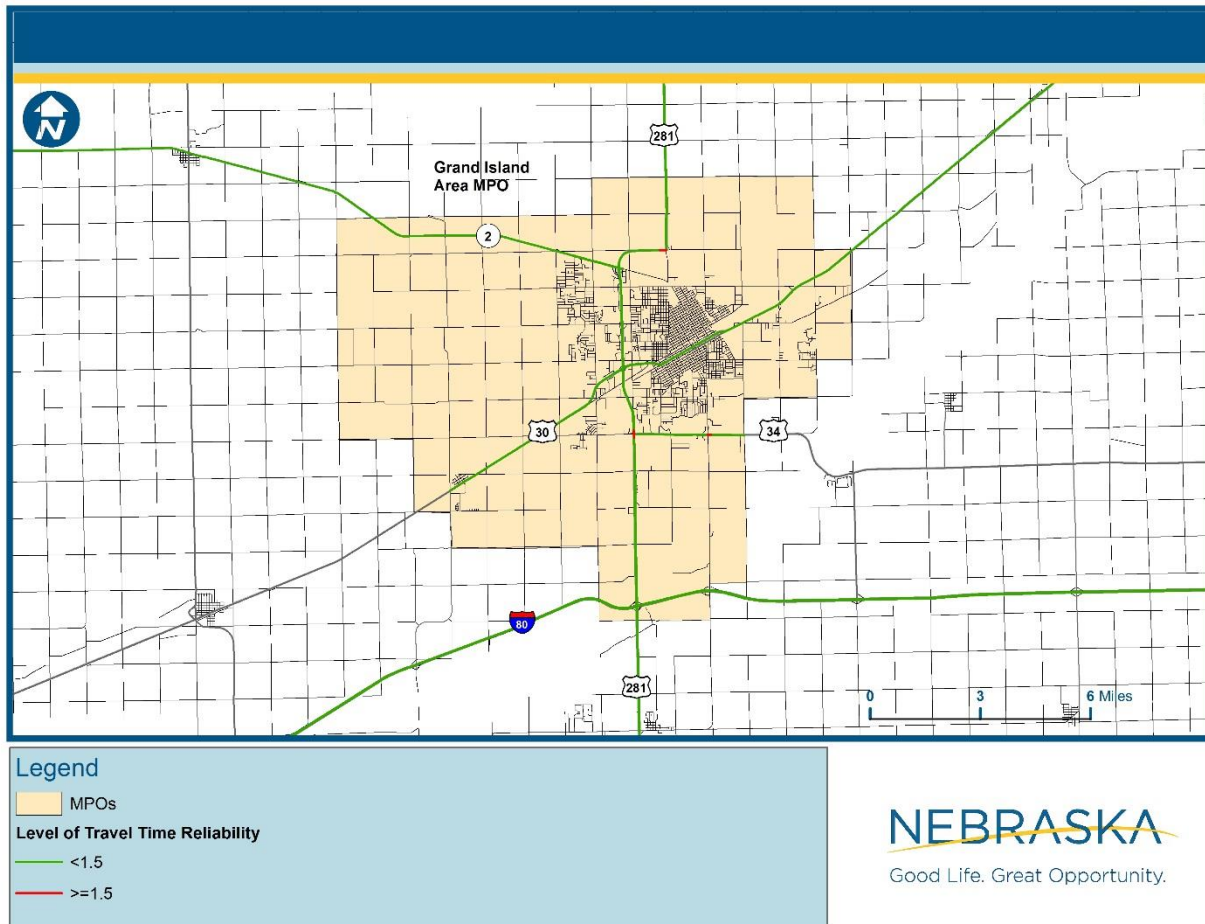 N
281
Grand Island
Area MPO
2
30
34
80
281
0 3 6 Miles
Legend
MPOs
Level of Travel Time Reliability
<1.5
>=1.5
NEBRASKA
Good Life. Great Opportunity.